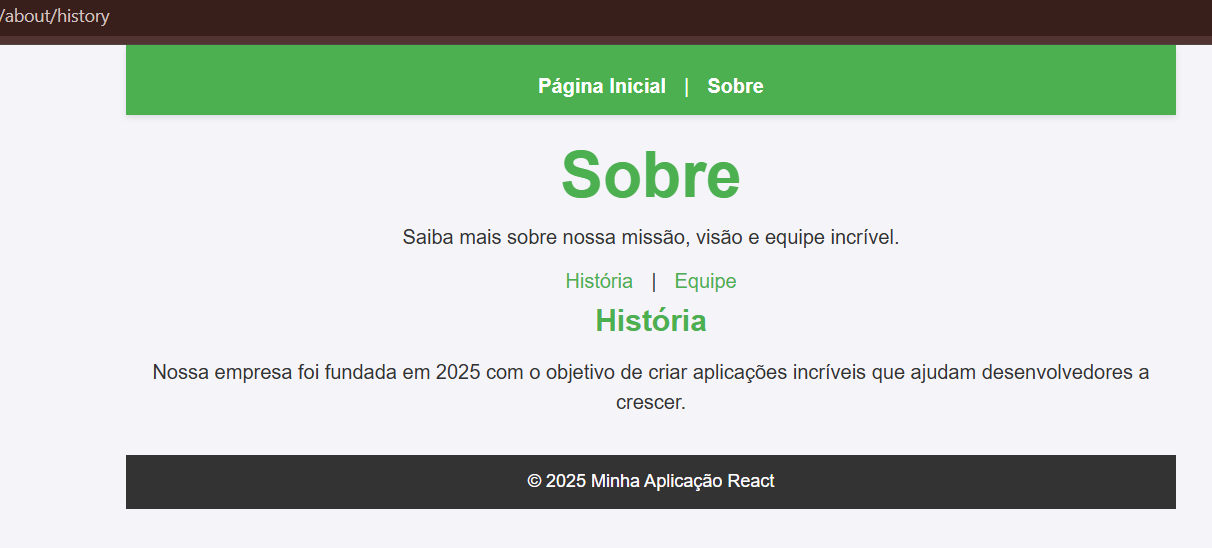 /about/history
Página Inicial | Sobre
Sobre
Saiba mais sobre nossa missão, visão e equipe incrível.
História | Equipe
História
Nossa empresa foi fundada em 2025 com o objetivo de criar aplicações incríveis que ajudam desenvolvedores a
crescer.
© 2025 Minha Aplicação React